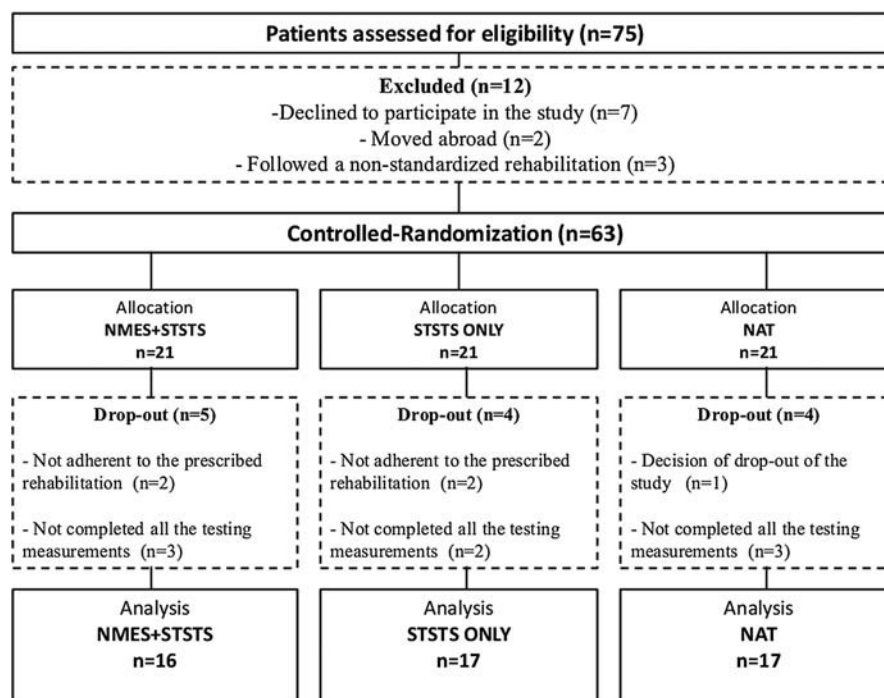 Patients assessed for eligibility (n=75)
Excluded (n=12)
-Declined to participate in the study (n=7)
- Moved abroad (n=2)
- Followed a non-standardized rehabilitation (n=3)
Controlled-Randomization (n=63)
Allocation
NMES+STSTS
n=21
Allocation
STSTS ONLY
n=21
Allocation
NAT
n=21
Drop-out (n=5)
- Not adherent to the prescribed
rehabilitation (n=2)
- Not completed all the testing
measurements (n=3)
Drop-out (n=4)
- Not adherent to the prescribed
rehabilitation (n=2)
- Not completed all the testing
measurements (n=2)
Drop-out (n=4)
- Decision of drop-out of the
study (n=1)
- Not completed all the testing
measurements (n=3)
Analysis
NMES+STSTS
n=16
Analysis
STSTS ONLY
n=17
Analysis
NAT
n=17